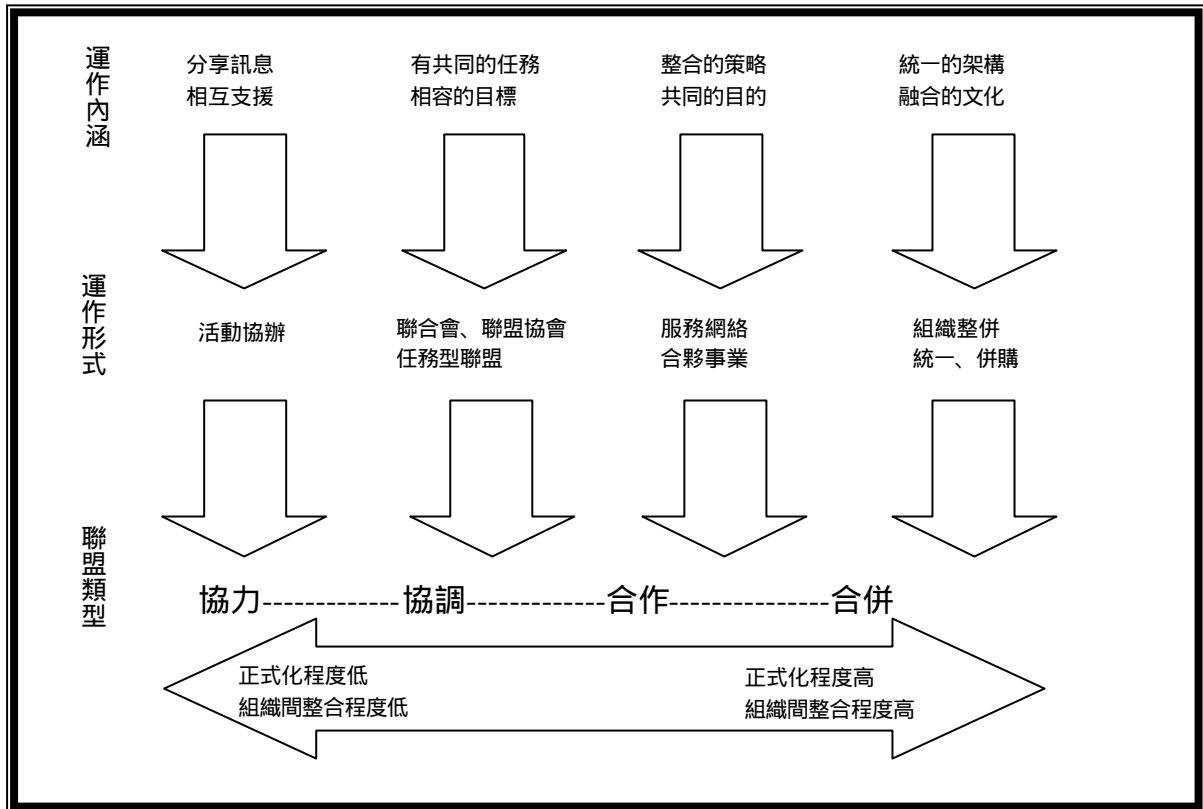 運作內涵
分享訊息
相互支援
有共同的任務
相容的目標
整合的策略
共同的目的
統一的架構
融合的文化
運作形式
活動協辦
聯合會、聯盟協會
任務型聯盟
服務網絡
合夥事業
組織整併
統一、併購
聯盟類型
協力-------------協調-------------合作---------------合併
正式化程度低
組織間整合程度低
正式化程度高
組織間整合程度高